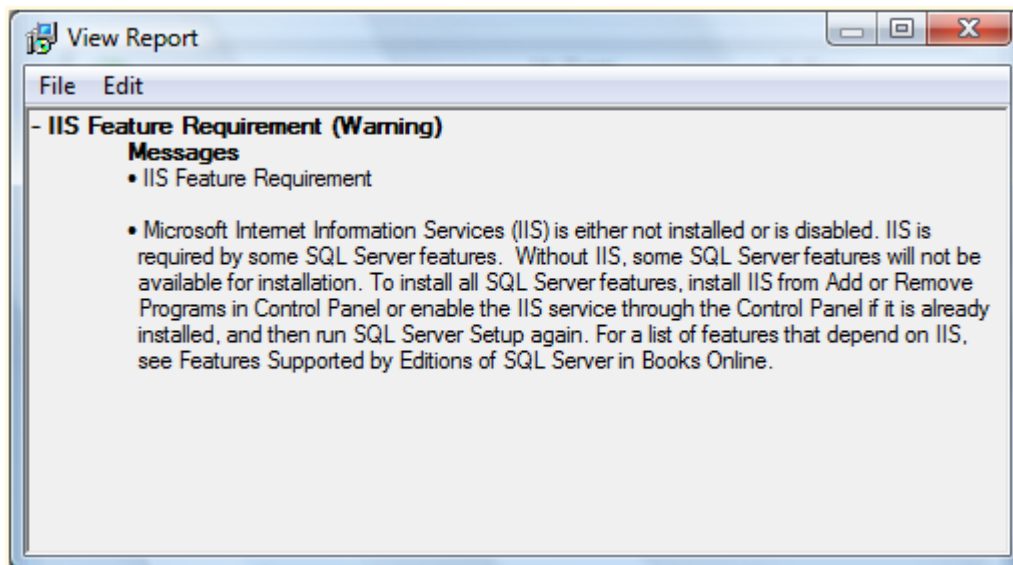 View Report
File Edit
- IIS Feature Requirement (Warning)
Messages
• IIS Feature Requirement
• Microsoft Internet Information Services (IIS) is either not installed or is disabled. IIS is
required by some SQL Server features.  Without IIS, some SQL Server features will not be
available for installation. To install all SQL Server features, install IIS from Add or Remove
Programs in Control Panel or enable the IIS service through the Control Panel if it is already
installed, and then run SQL Server Setup again. For a list of features that depend on IIS,
see Features Supported by Editions of SQL Server in Books Online.